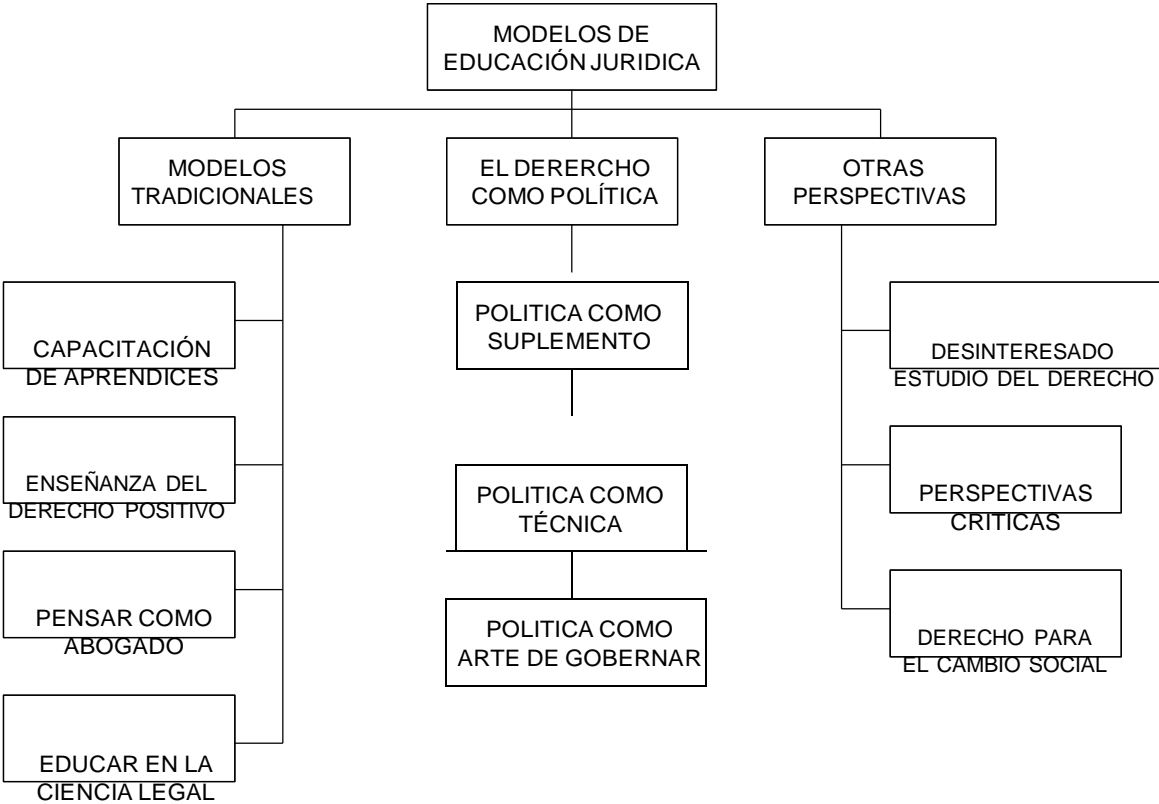 MODELOS DE
EDUCACIÓN JURIDICA
MODELOS
TRADICIONALES
EL DERERCHO
COMO POLÍTICA
OTRAS
PERSPECTIVAS
CAPACITACIÓN
DE APRENDICES
ENSEÑANZA DEL
DERECHO POSITIVO
PENSAR COMO
ABOGADO
EDUCAR EN LA
CIENCIA LEGAL
POLITICA COMO
SUPLEMENTO
POLITICA COMO
TÉCNICA
POLITICA COMO
ARTE DE GOBERNAR
DESINTERESADO
ESTUDIO DEL DERECHO
PERSPECTIVAS
CRITICAS
DERECHO PARA
EL CAMBIO SOCIAL